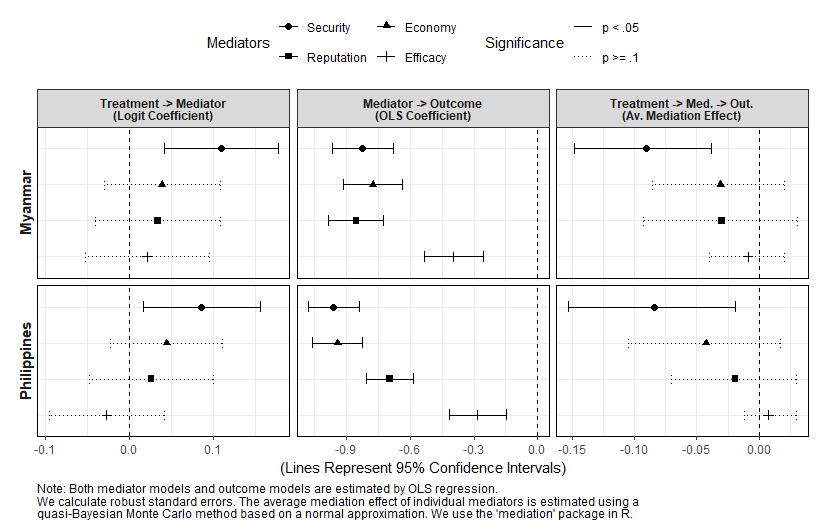 Mediators
Security
Economy
Reputation
Efficacy
Significance
p < .05
p >= .1
Treatment -> Mediator
(Logit Coefficient)
Mediator -> Outcome
(OLS Coefficient)
Treatment -> Med. -> Out.
(Av. Mediation Effect)
Myanmar
Philippines
-0.1 0.0 0.1
-0.9 -0.6 -0.3 0.0
-0.15 -0.10 -0.05 0.00
(Lines Represent 95% Confidence Intervals)
Note: Both mediator models and outcome models are estimated by OLS regression.
We calculate robust standard errors. The average mediation effect of individual mediators is estimated using a
quasi-Bayesian Monte Carlo method based on a normal approximation. We use the 'mediation' package in R.